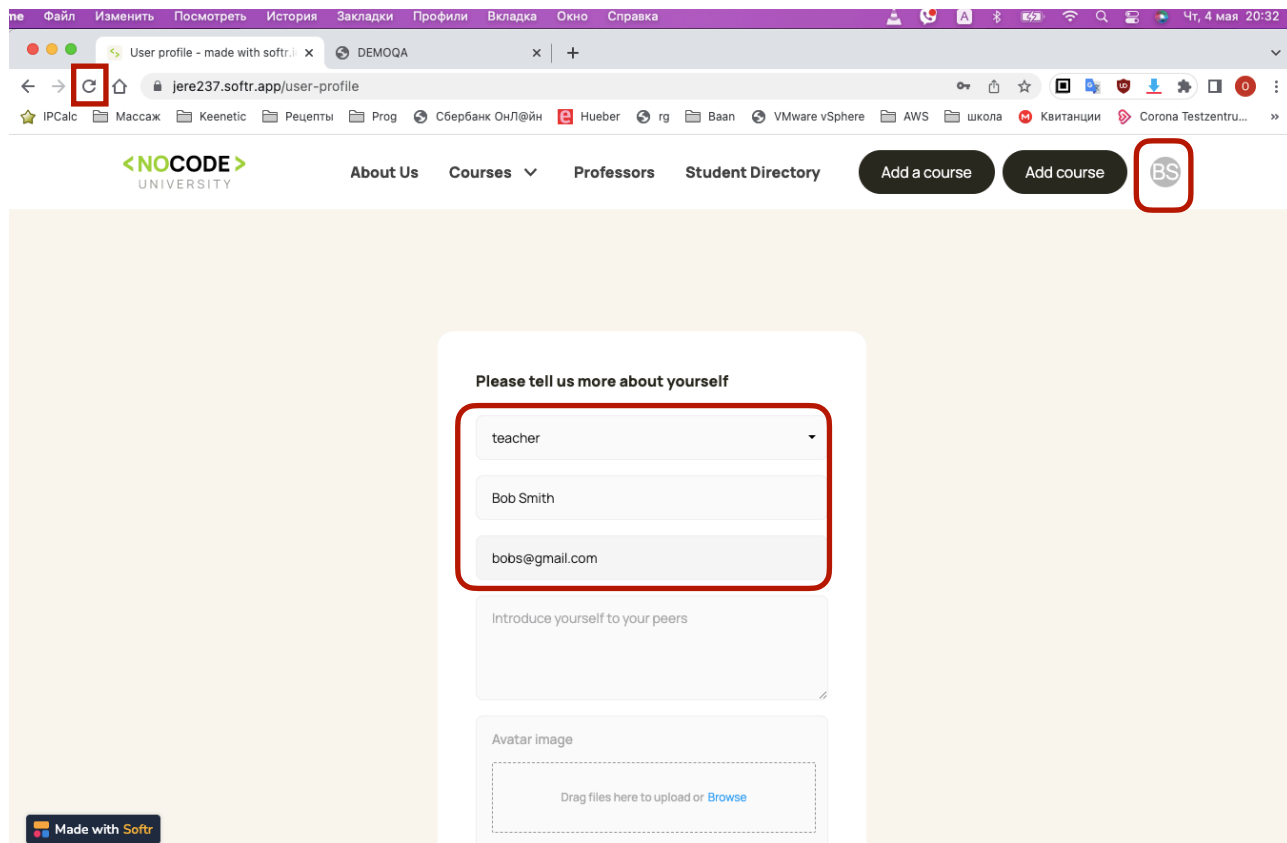 me Файл Изменить Посмотреть История Закладки Профили Вкладка Окно Справка A Чт, 4 мая 20:32
User profile - made with softr.i DEMOQA
jere237.softr.app/user-profile O
IPCalc Массаж Keenetic Рецепты Prog Сбербанк ОнЛ@йн Hueber rg Baan VMware vSphere AWS школа Квитанции Corona Testzentru... »
<NOCODE>
UNIVERSITY
About Us Courses Professors Student Directory Add a course Add course BS
Please tell us more about yourself
teacher
Bob Smith
bobs@gmail.com
Introduce yourself to your peers
Avatar image
Drag files here to upload or Browse
Made with Softr